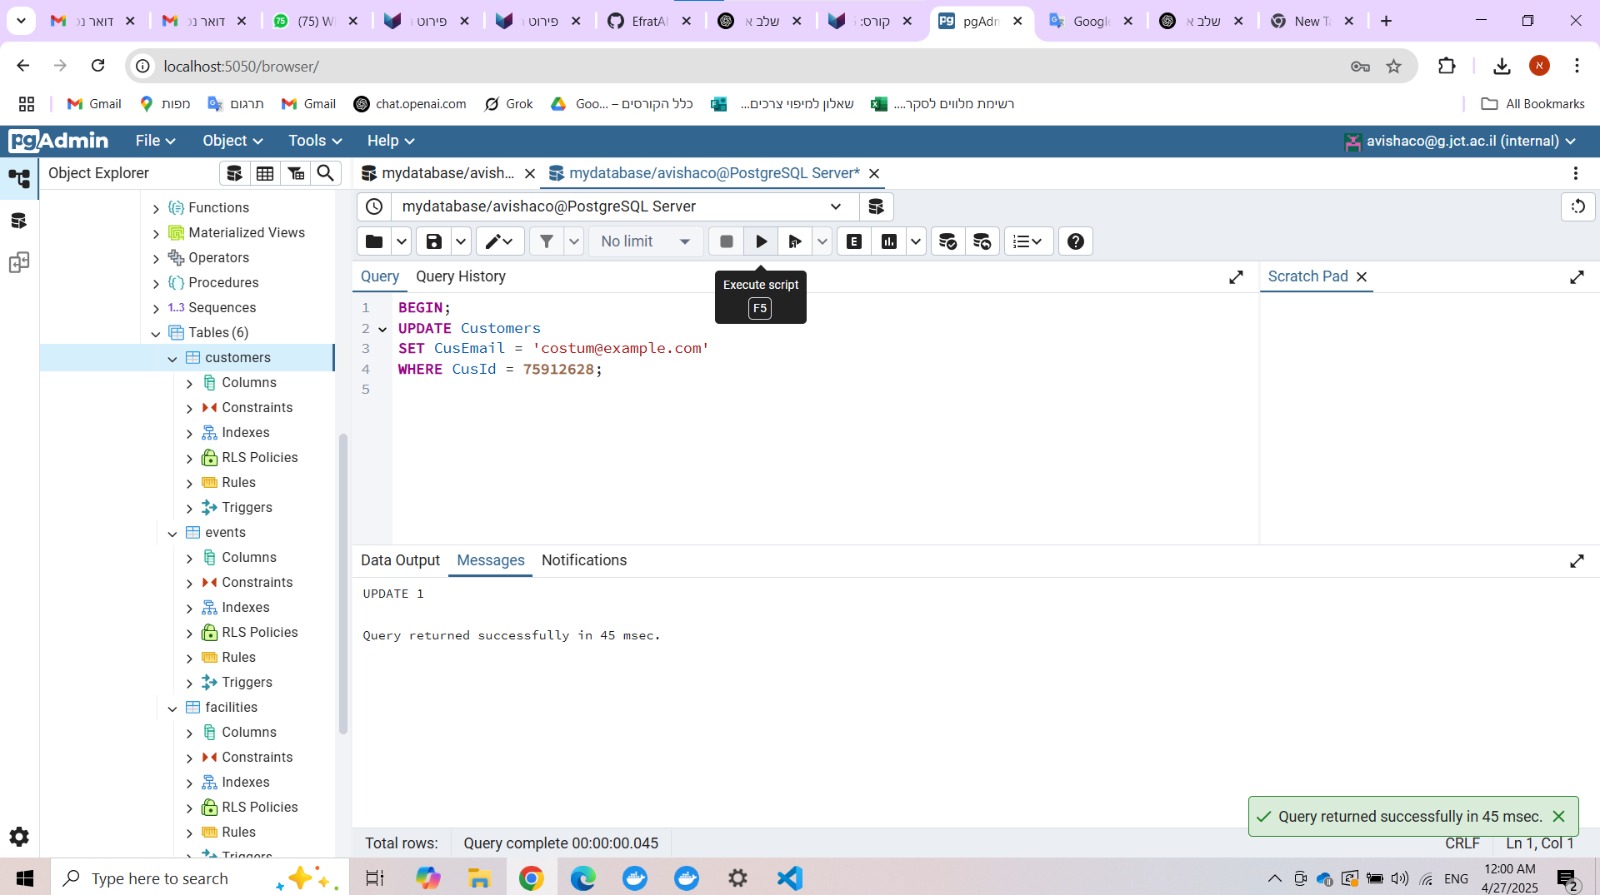 דואר נכ
דואר נכ
(75) W
פירוט ו
פירוט ו
EfratA
שלב א
קורס: 
pgAdn
Googl
שלב א
New T
localhost:5050/browser/
Gmail
מפות
תרגום
Gmail
chat.openai.com
Grok
כלל הקורסים – Goo...
שאלון למיפוי צרכים...
רשימת מלווים לסקר....
All Bookmarks
pgAdmin
File
Object
Tools
Help
avishaco@g.jct.ac.il (internal)
Object Explorer
mydatabase/avish...
mydatabase/avishaco@PostgreSQL Server*
Functions
Materialized Views
Operators
Procedures
1..3 Sequences
Tables (6)
customers
Columns
Constraints
Indexes
RLS Policies
Rules
Triggers
events
Columns
Constraints
Indexes
RLS Policies
Rules
Triggers
facilities
Columns
Constraints
Indexes
RLS Policies
Rules
Triggers
mydatabase/avishaco@PostgreSQL Server
No limit
E
Query
Query History
Execute script
F5
Scratch Pad
1 BEGIN;
2 UPDATE Customers
3 SET CusEmail = 'costum@example.com'
4 WHERE CusId = 75912628;
5
Data Output
Messages
Notifications
UPDATE 1
Query returned successfully in 45 msec.
Query returned successfully in 45 msec.
Total rows:
Query complete 00:00:00.045
CRLF
Ln 1, Col 1
Type here to search
ENG
12:00 AM
4/27/2025
2